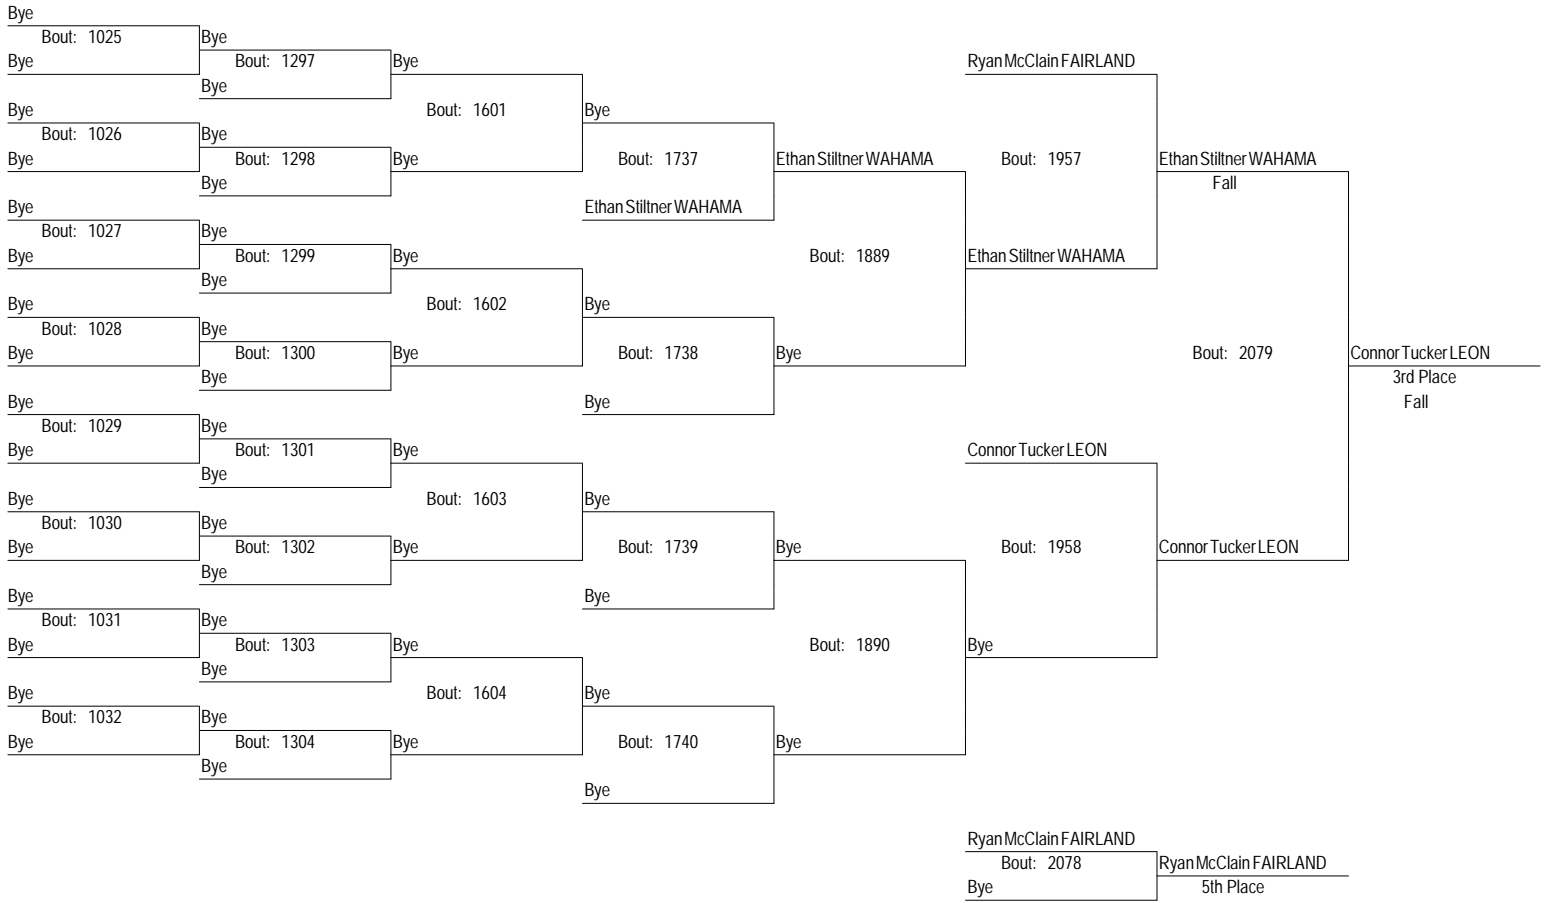 Bye
Bout: 1025 Bye
Bye Bout: 1297 Bye Ryan McClain FAIRLAND
Bye
Bye Bout: 1601 Bye
Bout: 1026 Bye
Bye Bout: 1298 Bye Bout: 1737 Ethan Stiltner WAHAMA Bout: 1957 Ethan Stiltner WAHAMA
Bye Fall
Bye Ethan Stiltner WAHAMA
Bout: 1027 Bye
Bye Bout: 1299 Bye Bout: 1889 Ethan Stiltner WAHAMA
Bye
Bye Bout: 1602 Bye
Bout: 1028 Bye
Bye Bout: 1300 Bye Bout: 1738 Bye Bout: 2079 Connor Tucker LEON
Bye 3rd Place
Bye Bye Fall
Bout: 1029 Bye
Bye Bout: 1301 Bye Connor Tucker LEON
Bye
Bye Bout: 1603 Bye
Bout: 1030 Bye
Bye Bout: 1302 Bye Bout: 1739 Bye Bout: 1958 Connor Tucker LEON
Bye
Bye Bye
Bout: 1031 Bye
Bye Bout: 1303 Bye Bout: 1890 Bye
Bye
Bye Bout: 1604 Bye
Bout: 1032 Bye
Bye Bout: 1304 Bye Bout: 1740 Bye
Bye
Bye
Ryan McClain FAIRLAND
Bout: 2078 Ryan McClain FAIRLAND
Bye 5th Place